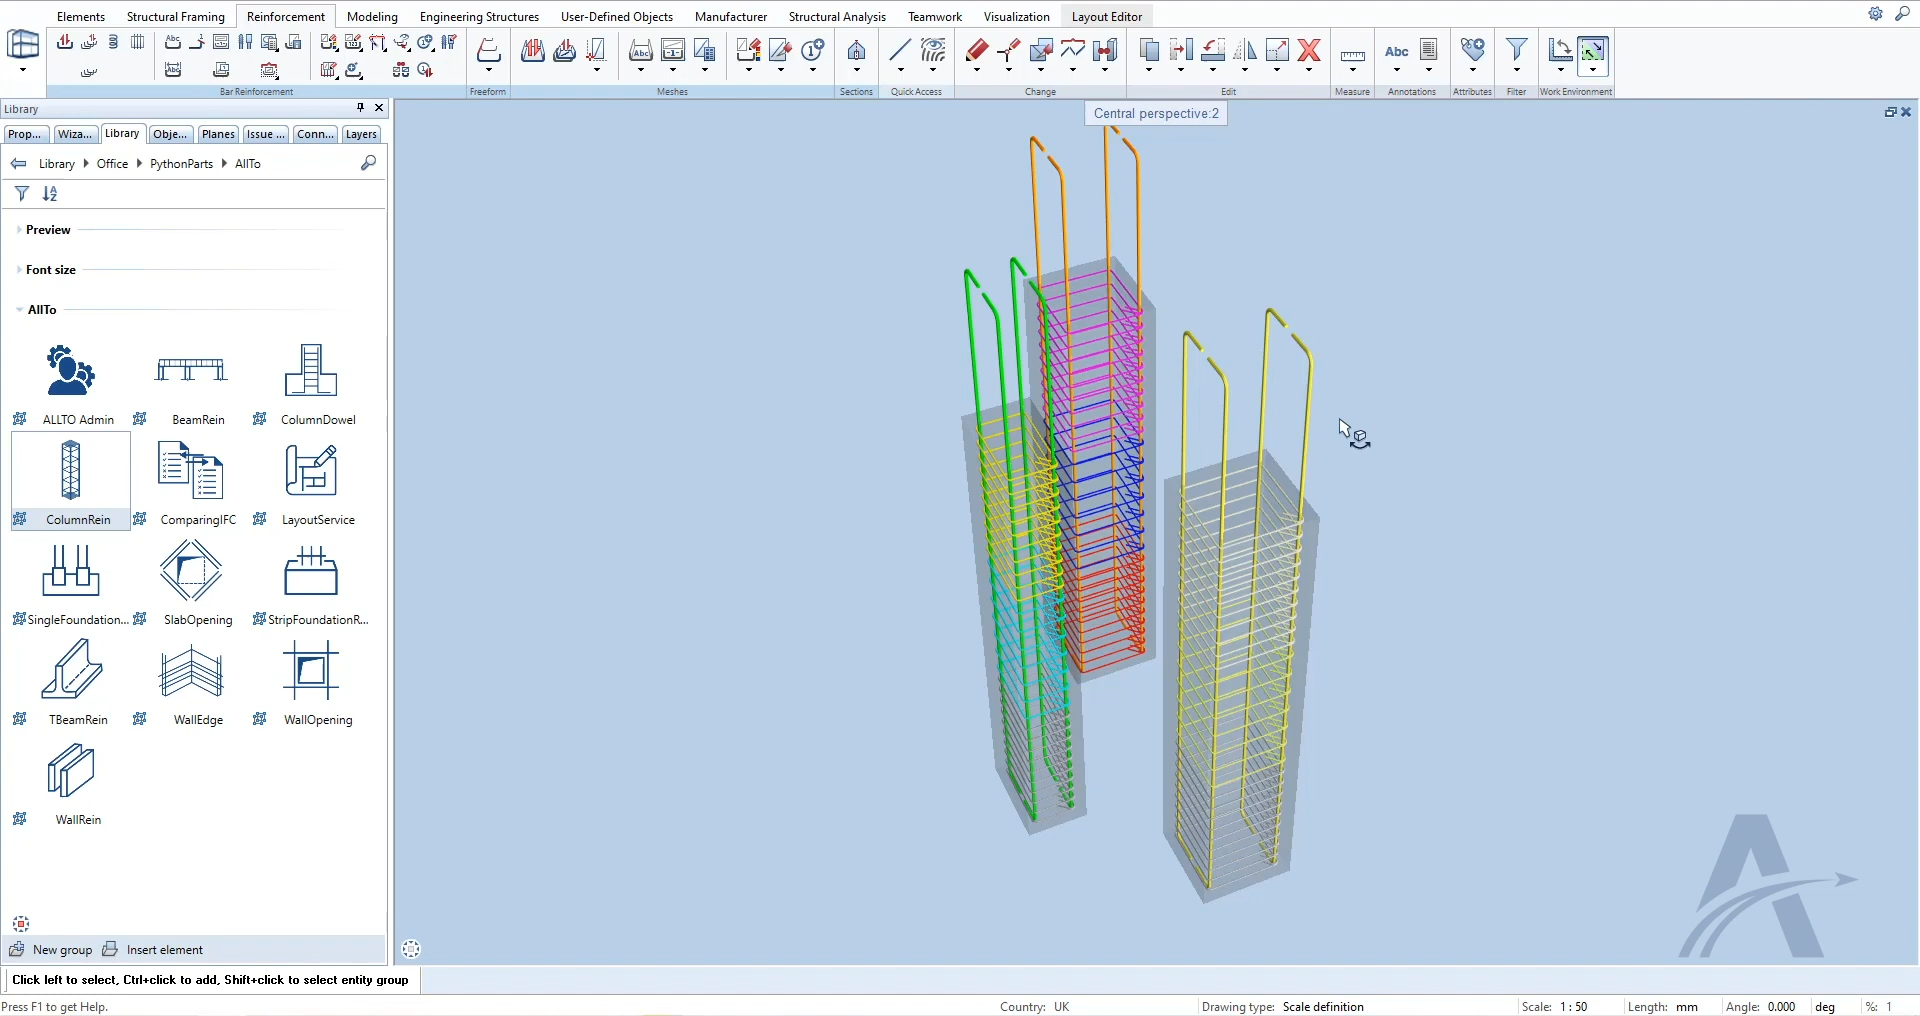 Elements Structural Framing Reinforcement Modeling Engineering Structures User-Defined Objects Manufacturer Structural Analysis Teamwork Visualization Layout Editor
Abc
Abc
Abc
Bar Reinforcement Freeform Meshes Sections Quick Access Change Edit Measure Annotations Attributes Filter Work Environment
Library
Prop... Wiza... Library Obje... Planes Issue ... Conn... Layers
Central perspective:2
Library Office PythonParts AllTo
Preview
Font size
AllTo
ALLTO Admin BeamRein ColumnDowel
ColumnRein ComparingIFC LayoutService
SingleFoundation... SlabOpening StripFoundationR...
TBeamRein WallEdge WallOpening
WallRein
New group Insert element
Click left to select, Ctrl+click to add, Shift+click to select entity group
Press F1 to get Help. Country: UK Drawing type: Scale definition Scale: 1 : 50 Length: mm Angle: 0.000 deg %: 1